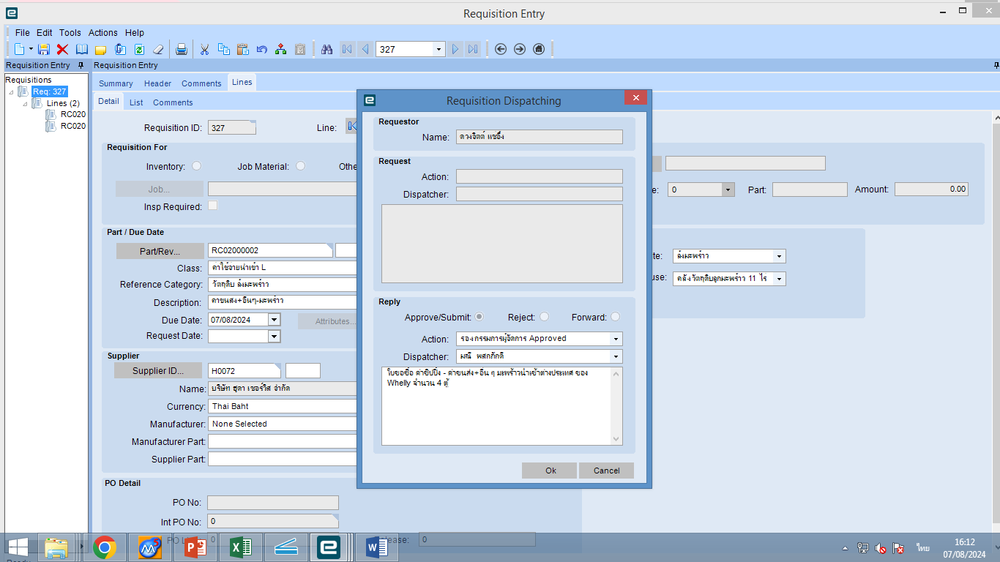 Requisition Entry
File Edit Tools Actions Help
327
Requisition Entry
Requisition Entry
Requisitions
Req: 327
Lines (2)
RC020
RC020
Summary Header Comments Lines
Detail List Comments
Requisition ID: 327 Line:
Requisition For
Inventory: Job Material: Othe
Job...
Insp Required:
e: 0 Part: Amount: 0.00
Part / Due Date
Part/Rev... RC02000002
Class: ค่าใช้จ่ายนำเข้า L
Reference Category: วัตถุดิบ ล้งมะพร้าว
Description: ค่าขนส่ง+อื่นๆ-มะพร้าว
Due Date: 07/08/2024 Attributes...
Request Date:
te: ล้งมะพร้าว
use: คลังวัตถุดิบลูกมะพร้าว 11 ไร่
Supplier
Supplier ID... H0072
Name: บริษัท ฮุดา เซอร์วิส จำกัด
Currency: Thai Baht
Manufacturer: None Selected
Manufacturer Part:
Supplier Part:
PO Detail
PO No:
Int PO No: 0
PO L 0 lease: 0
Requisition Dispatching
Requestor
Name: ดวงจิตต์ แซ่อึ้ง
Request
Action:
Dispatcher:
Reply
Approve/Submit: Reject: Forward:
Action: รองกรรมการผู้จัดการ Approved
Dispatcher: มณี
ใบขอซื้อ ค่าชิปปิ้ง - ค่าขนส่ง+อื่น ๆ มะพร้าวนำเข้าต่างประเทศ ของ
Whelly จำนวน 4 ตู้
Ok Cancel
ไทย
16:12
07/08/2024